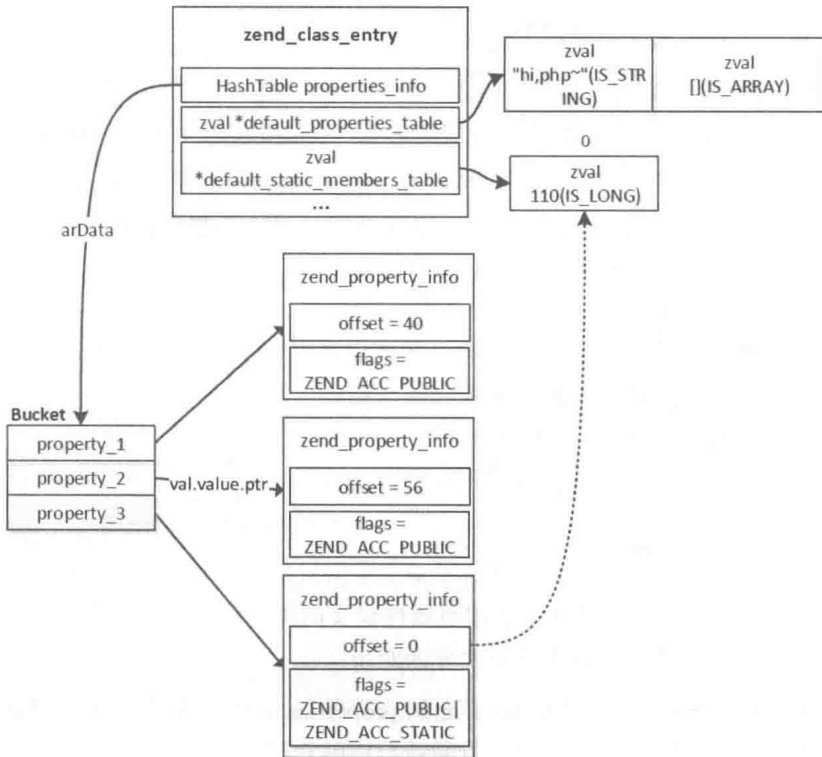 zend_class_entry
HashTable properties_info
zval *default_properties_table
zval
*default_static_members_table
...
zval
"hi,php~"(IS_STR
ING)
zval
[](IS_ARRAY)
0
zval
110(IS_LONG)
arData
zend_property_info
offset = 40
flags =
ZEND_ACC_PUBLIC
Bucket
property_1
property_2
property_3
val.value.ptr
zend_property_info
offset = 56
flags =
ZEND_ACC_PUBLIC
zend_property_info
offset = 0
flags =
ZEND_ACC_PUBLIC|
ZEND_ACC_STATIC